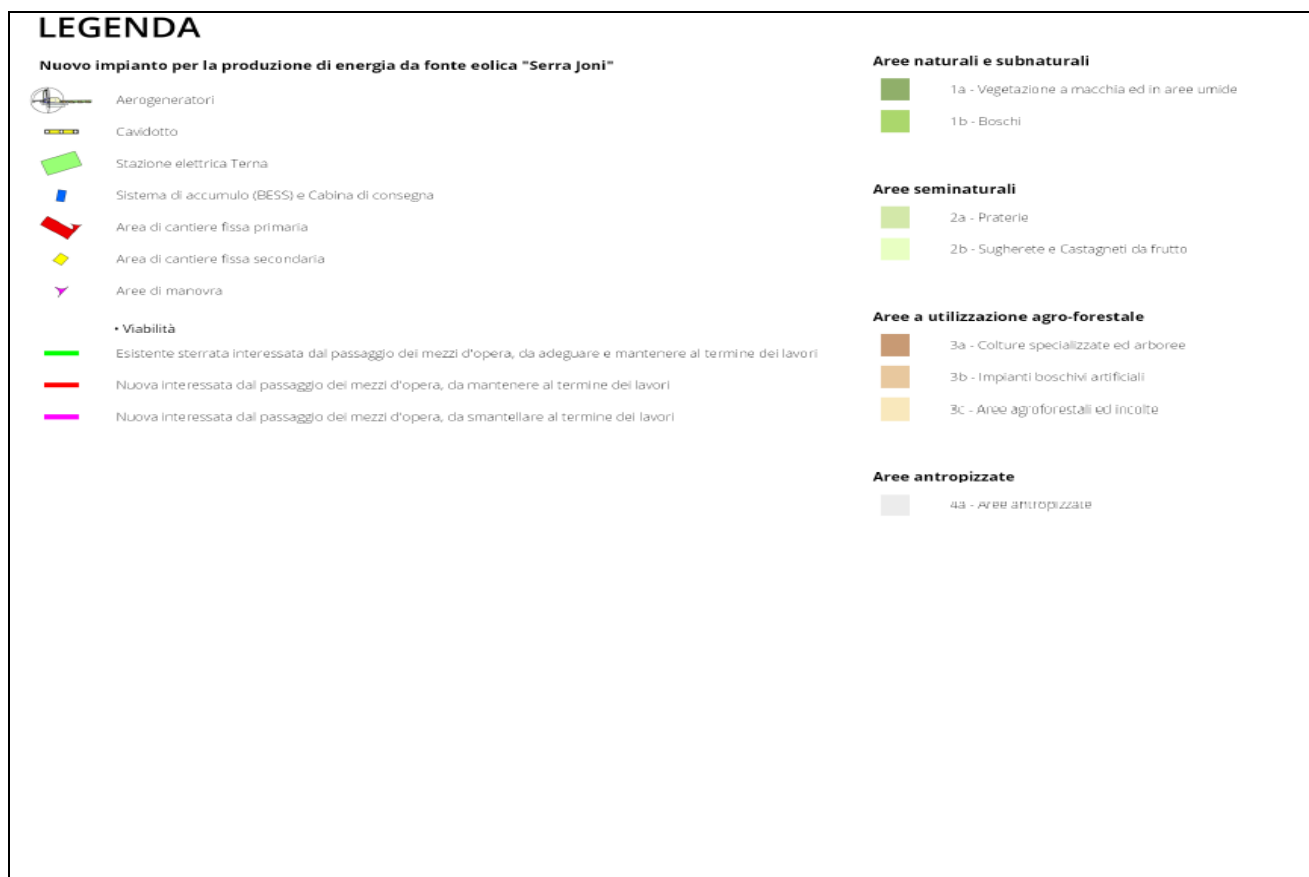 LEGENDA
Nuovo impianto per la produzione di energia da fonte eolica "Serra Joni"
Aerogeneratori
Cavidotto
Stazione elettrica Terna
Sistema di accumulo (BESS) e Cabina di consegna
Area di cantiere fissa primaria
Area di cantiere fissa secondaria
Aree di manovra
• Viabilità
Esistente sterrata interessata dal passaggio dei mezzi d'opera, da adeguare e mantenere al termine dei lavori
Nuova interessata dal passaggio dei mezzi d'opera, da mantenere al termine dei lavori
Nuova interessata dal passaggio dei mezzi d'opera, da smantellare al termine dei lavori
Aree naturali e subnaturali
1a - Vegetazione a macchia ed in aree umide
1b - Boschi
Aree seminaturali
2a - Praterie
2b - Sugherete e Castagneti da frutto
Aree a utilizzazione agro-forestale
3a - Colture specializzate ed arboree
3b - Impianti boschivi artificiali
3c - Aree agroforestali ed incolte
Aree antropizzate
4a - Aree antropizzate